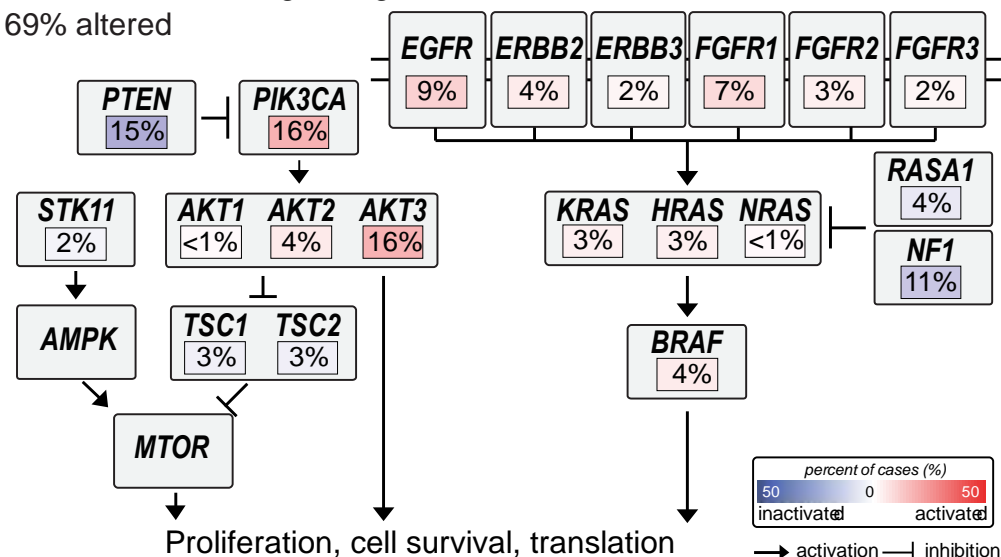 69% altered
EGFR ERBB2 ERBB3 FGFR1 FGFR2 FGFR3
9% 4% 2% 7% 3% 2%
PTEN PIK3CA
15% 16%
RASA1
4%
STK11 AKT1 AKT2 AKT3 KRAS HRAS NRAS
2% <1% 4% 16% 3% 3% <1%
NF1
11%
AMPK TSC1 TSC2 BRAF
3% 3% 4%
MTOR
percent of cases (%)
50 0 50
inactivated activated
Proliferation, cell survival, translation
activation inhibition